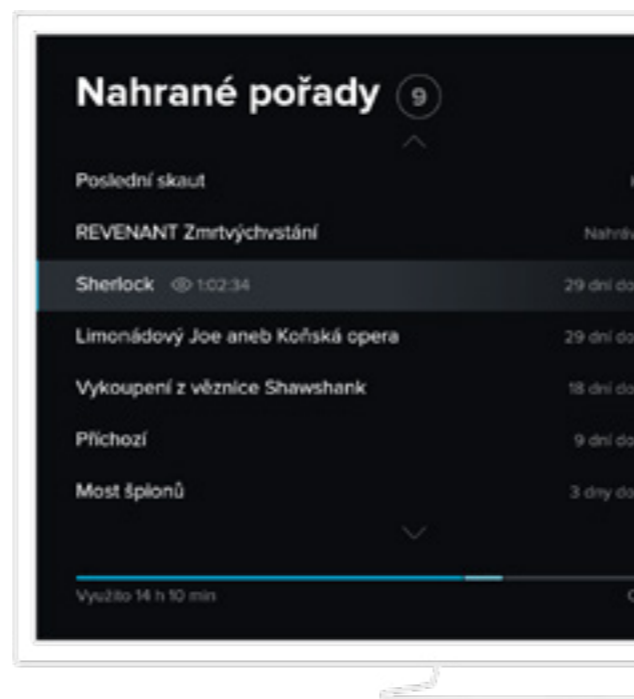 Nahrané pořady 9
Poslední skaut
REVENANT Zmrtvýchvstání
Sherlock 1:02:34 29 dní do
Limonádový Joe aneb Koňská opera 29 dní do
Vykoupení z věznice Shawshank 18 dní do
Příchozí 9 dní do
Most špionů 3 dny do
Využito 14 h 10 min